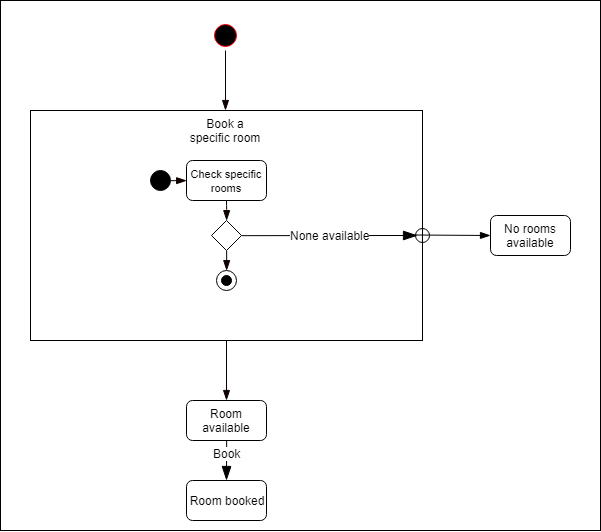 Book a
specific room
Check specific
rooms
None available
No rooms
available
Room
available
Book
Room booked